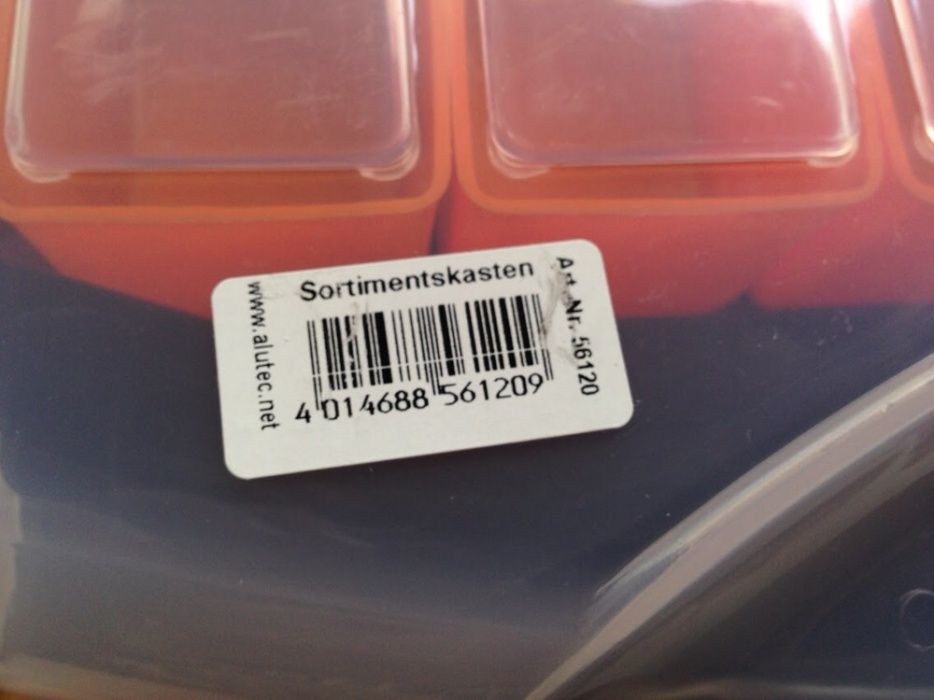 Sortimentskasten
www.alutec.net
Art.-Nr. 56120
4 014688 561209